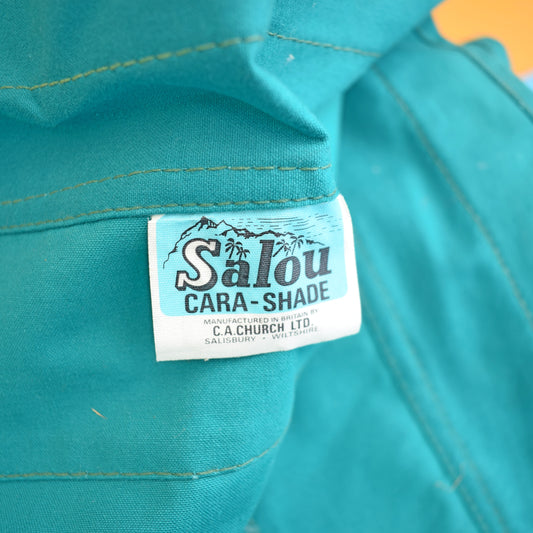 Salou
CARA-SHADE
MANUFACTURED IN BRITAIN BY
C.A.CHURCH LTD.
SALISBURY • WILTSHIRE